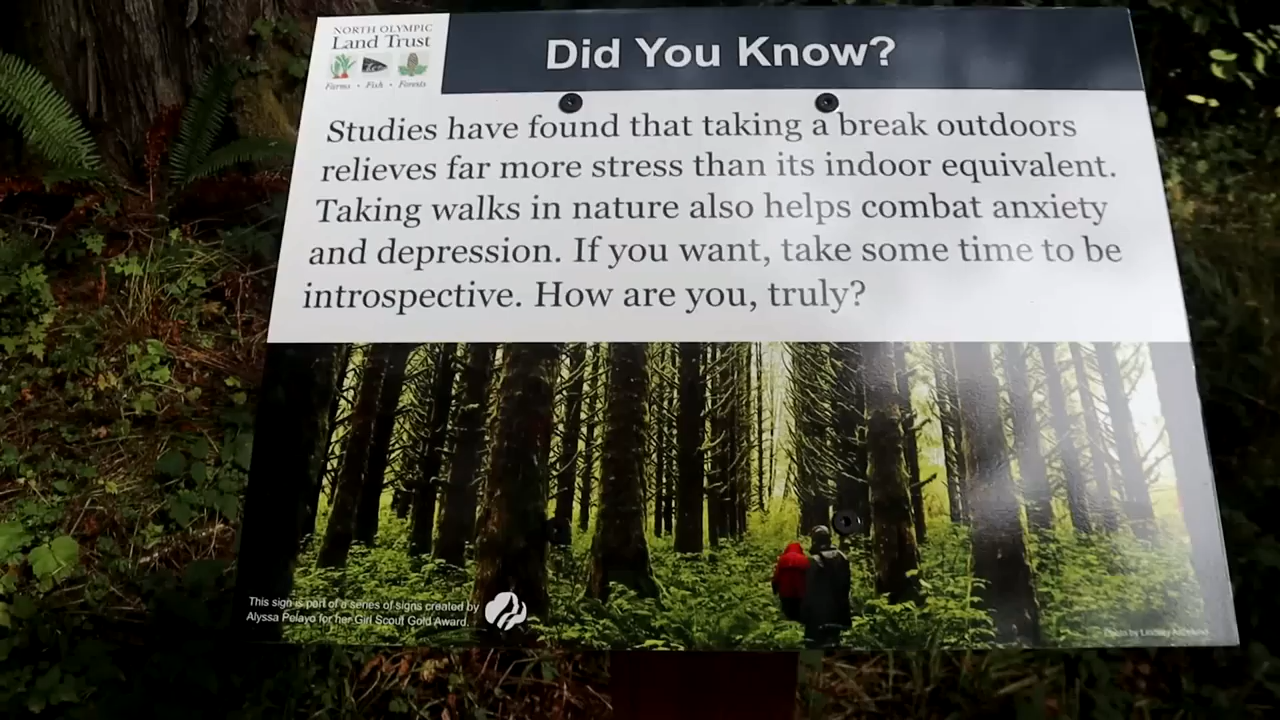 NORTH OLYMPIC
Land Trust
Farms · Fish · Forests
Did You Know?
Studies have found that taking a break outdoors
relieves far more stress than its indoor equivalent.
Taking walks in nature also helps combat anxiety
and depression. If you want, take some time to be
introspective. How are you, truly?
This sign is part of a series of signs created by
Alyssa Pelayo for her Girl Scout Gold Award.
Photo by Lindsey